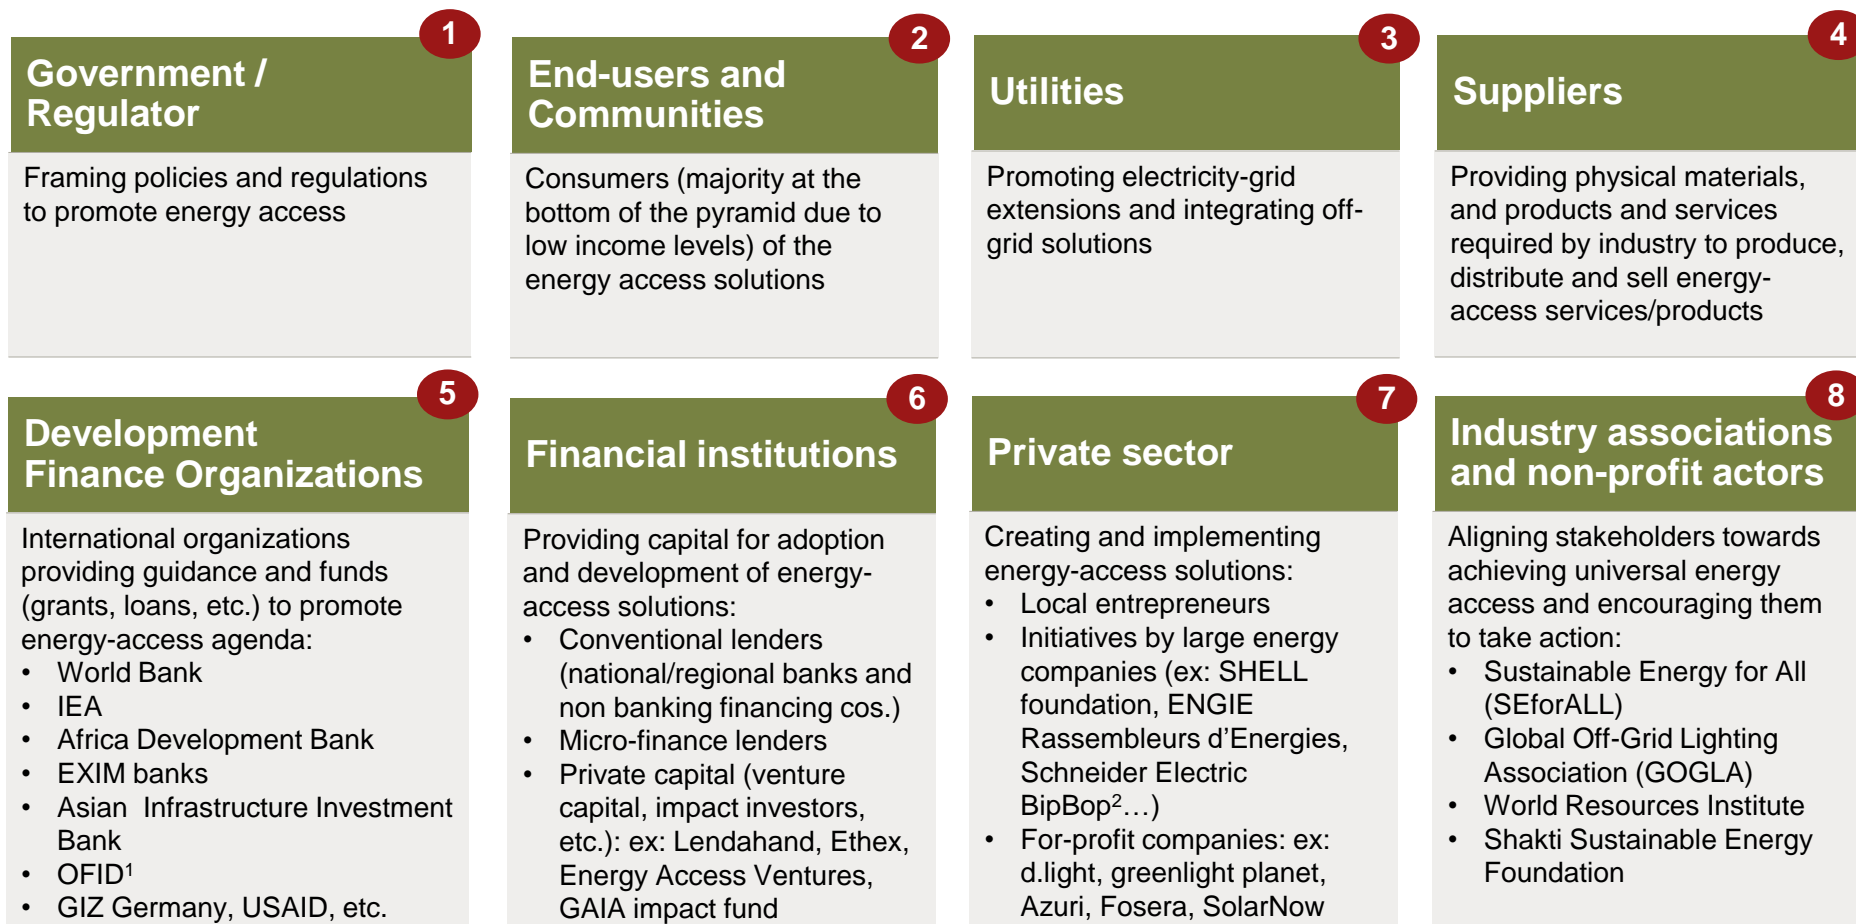 1
Government /
Regulator
Framing policies and regulations
to promote energy access
2
End-users and
Communities
Consumers (majority at the
bottom of the pyramid due to
low income levels) of the
energy access solutions
3
Utilities
Promoting electricity-grid
extensions and integrating off-
grid solutions
4
Suppliers
Providing physical materials,
and products and services
required by industry to produce,
distribute and sell energy-
access services/products
5
Development
Finance Organizations
International organizations
providing guidance and funds
(grants, loans, etc.) to promote
energy-access agenda:
• World Bank
• IEA
• Africa Development Bank
• EXIM banks
• Asian Infrastructure Investment
Bank
• OFID¹
• GIZ Germany, USAID, etc.
6
Financial institutions
Providing capital for adoption
and development of energy-
access solutions:
• Conventional lenders
(national/regional banks and
non banking financing cos.)
• Micro-finance lenders
• Private capital (venture
capital, impact investors,
etc.): ex: Lendahand, Ethex,
Energy Access Ventures,
GAIA impact fund
7
Private sector
Creating and implementing
energy-access solutions:
• Local entrepreneurs
• Initiatives by large energy
companies (ex: SHELL
foundation, ENGIE
Rassembleurs d’Energies,
Schneider Electric
BipBop²…)
• For-profit companies: ex:
d.light, greenlight planet,
Azuri, Fosera, SolarNow
8
Industry associations
and non-profit actors
Aligning stakeholders towards
achieving universal energy
access and encouraging them
to take action:
• Sustainable Energy for All
(SEforALL)
• Global Off-Grid Lighting
Association (GOGLA)
• World Resources Institute
• Shakti Sustainable Energy
Foundation